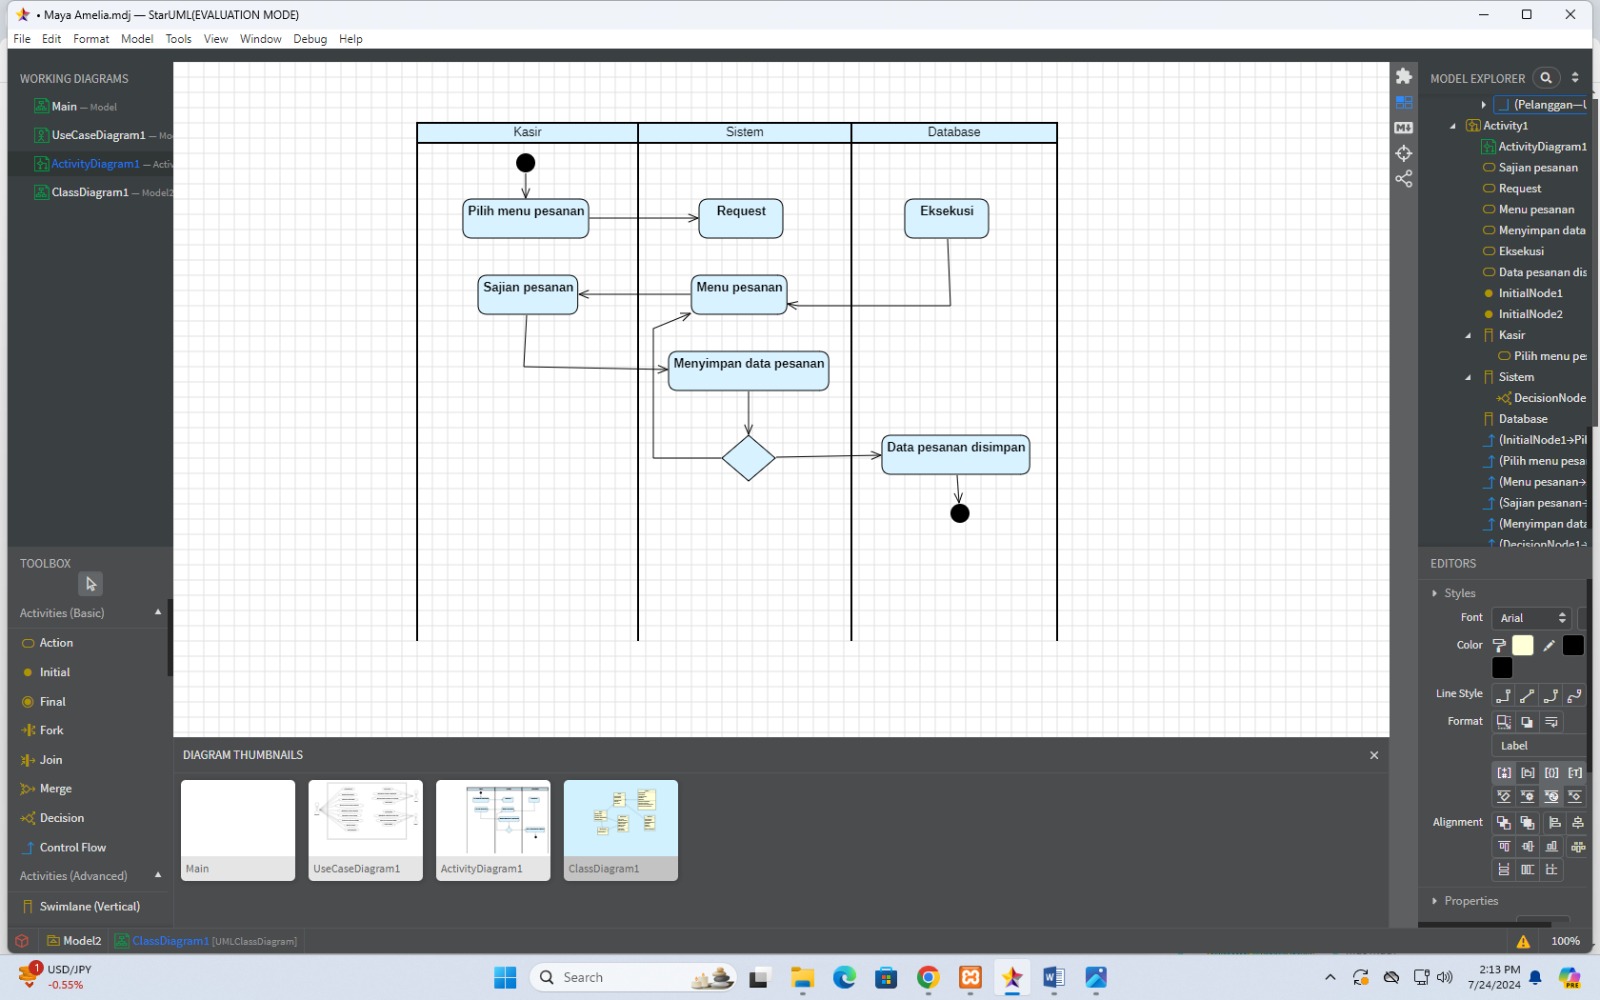 • Maya Amelia.mdj — StarUML(EVALUATION MODE)
File Edit Format Model Tools View Window Debug Help
WORKING DIAGRAMS
Main — Model
UseCaseDiagram1 — Mo
ActivityDiagram1 — Activ
ClassDiagram1 — Model2
TOOLBOX
Activities (Basic)
Action
Initial
Final
Fork
Join
Merge
Decision
Control Flow
Activities (Advanced)
Swimlane (Vertical)
Kasir Sistem Database
Pilih menu pesanan Request Eksekusi
Sajian pesanan Menu pesanan
Menyimpan data pesanan
Data pesanan disimpan
DIAGRAM THUMBNAILS
Main UseCaseDiagram1 ActivityDiagram1 ClassDiagram1
MODEL EXPLORER
(Pelanggan—U
Activity1
ActivityDiagram1
Sajian pesanan
Request
Menu pesanan
Menyimpan data
Eksekusi
Data pesanan dis
InitialNode1
InitialNode2
Kasir
Pilih menu pe
Sistem
DecisionNode
Database
(InitialNode1→Pil
(Pilih menu pesa
(Menu pesanan→
(Sajian pesanan→
(Menyimpan data
(DecisionNode1→
EDITORS
Styles
Font Arial
Color
Line Style
Format
Label
Alignment
Properties
Model2 ClassDiagram1 [UMLClassDiagram]
100%
1
USD/JPY
-0.55%
Search
2:13 PM
7/24/2024
PRE